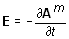 E = -∂A^m/∂t